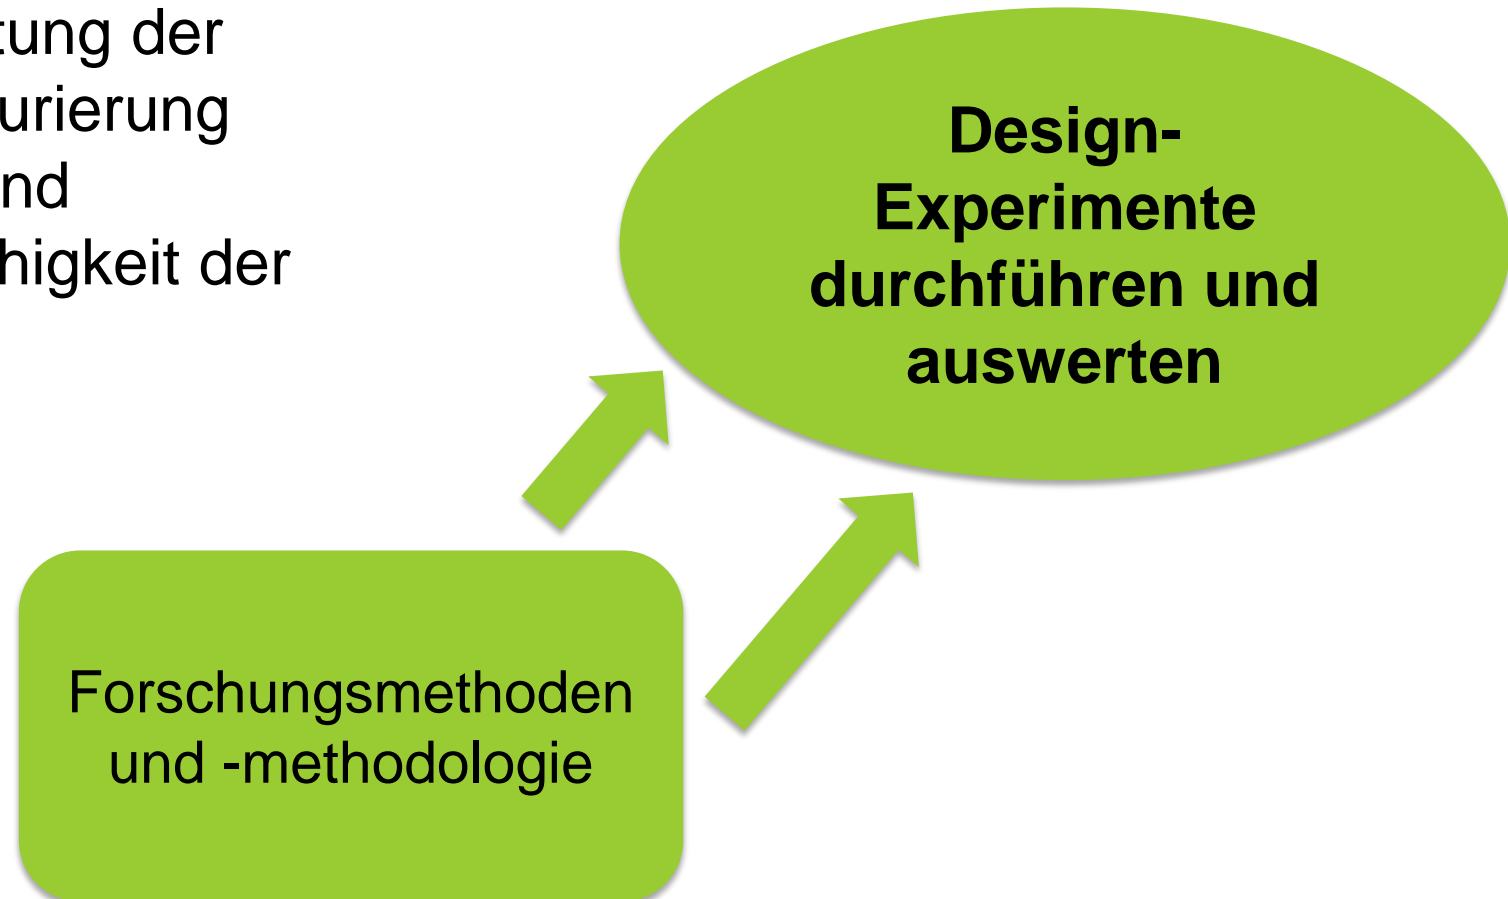 tung der
urierung
nd
higkeit der
Design-
Experimente
durchführen und
auswerten
Forschungsmethoden
und -methodologie